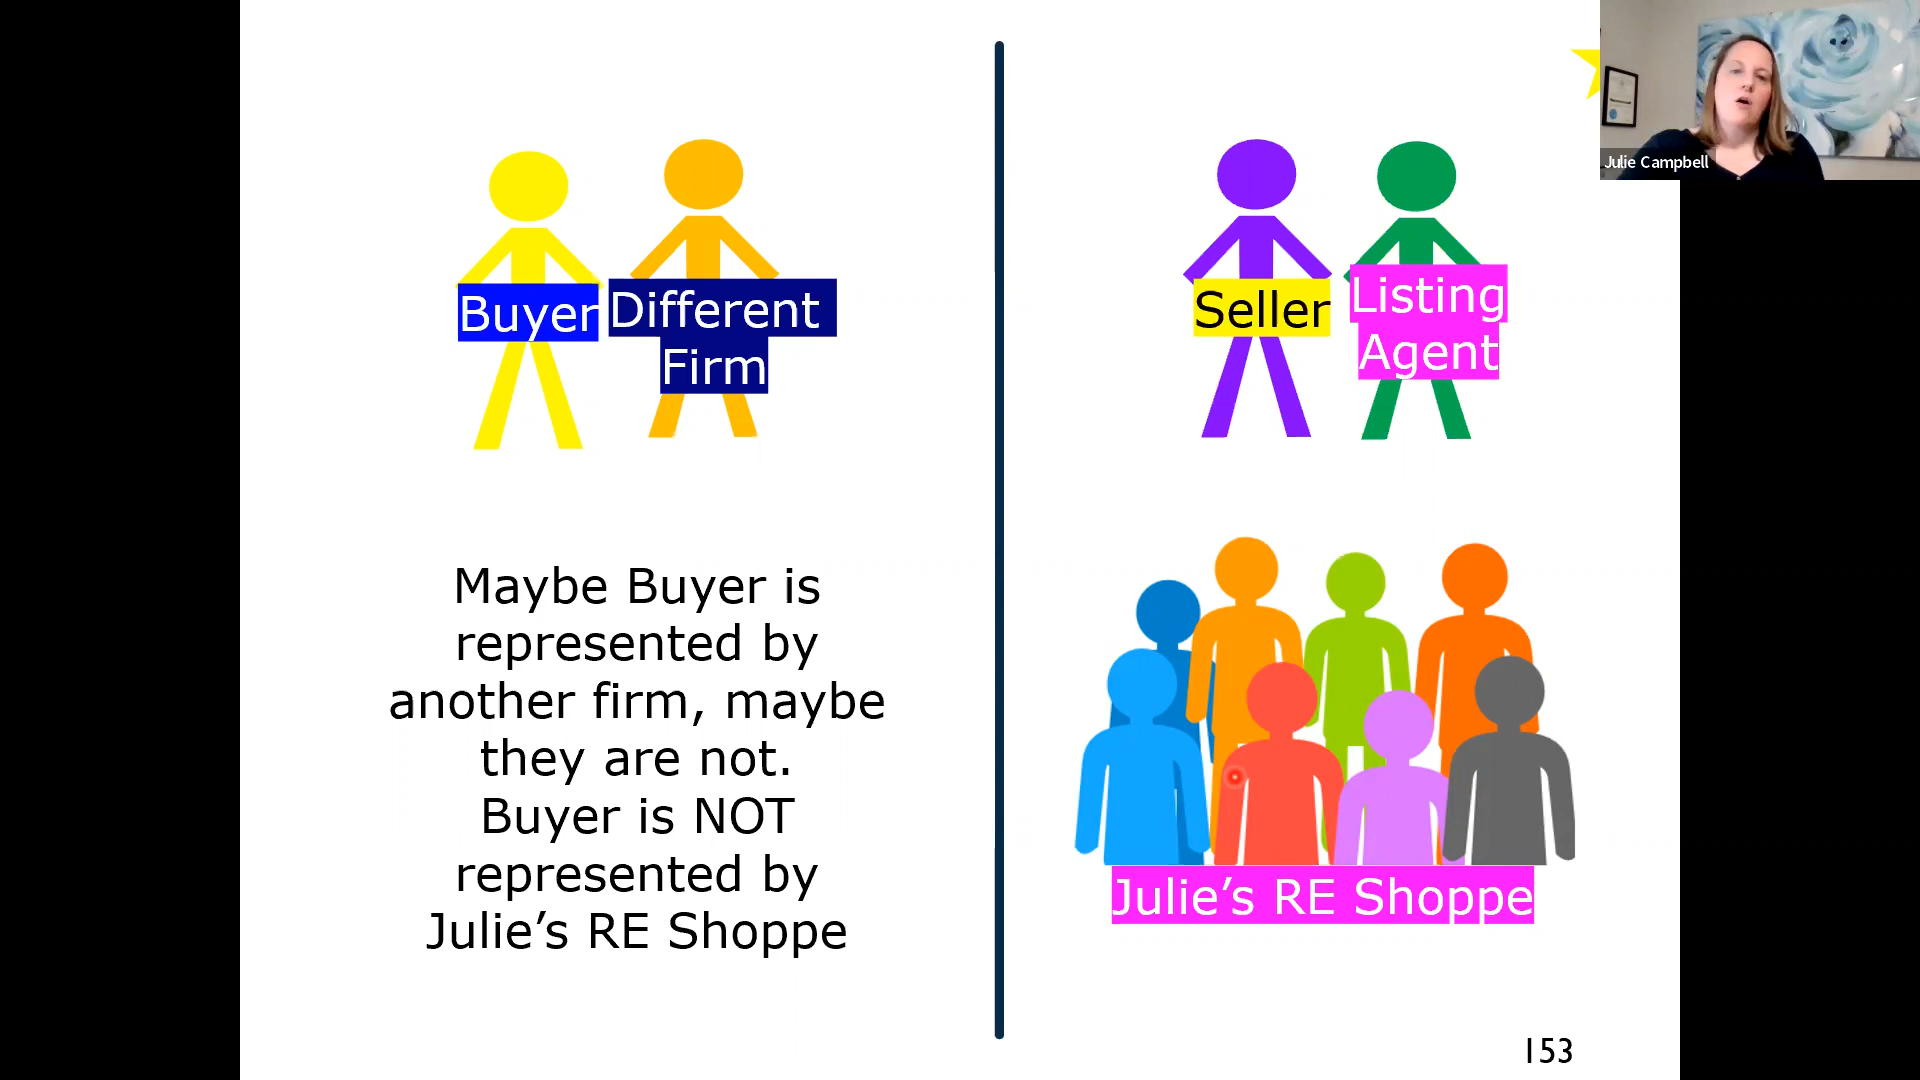 Julie Campbell
Buyer
Different
Firm
Seller
Listing
Agent
Maybe Buyer is
represented by
another firm, maybe
they are not.
Buyer is NOT
represented by
Julie’s RE Shoppe
Julie’s RE Shoppe
153